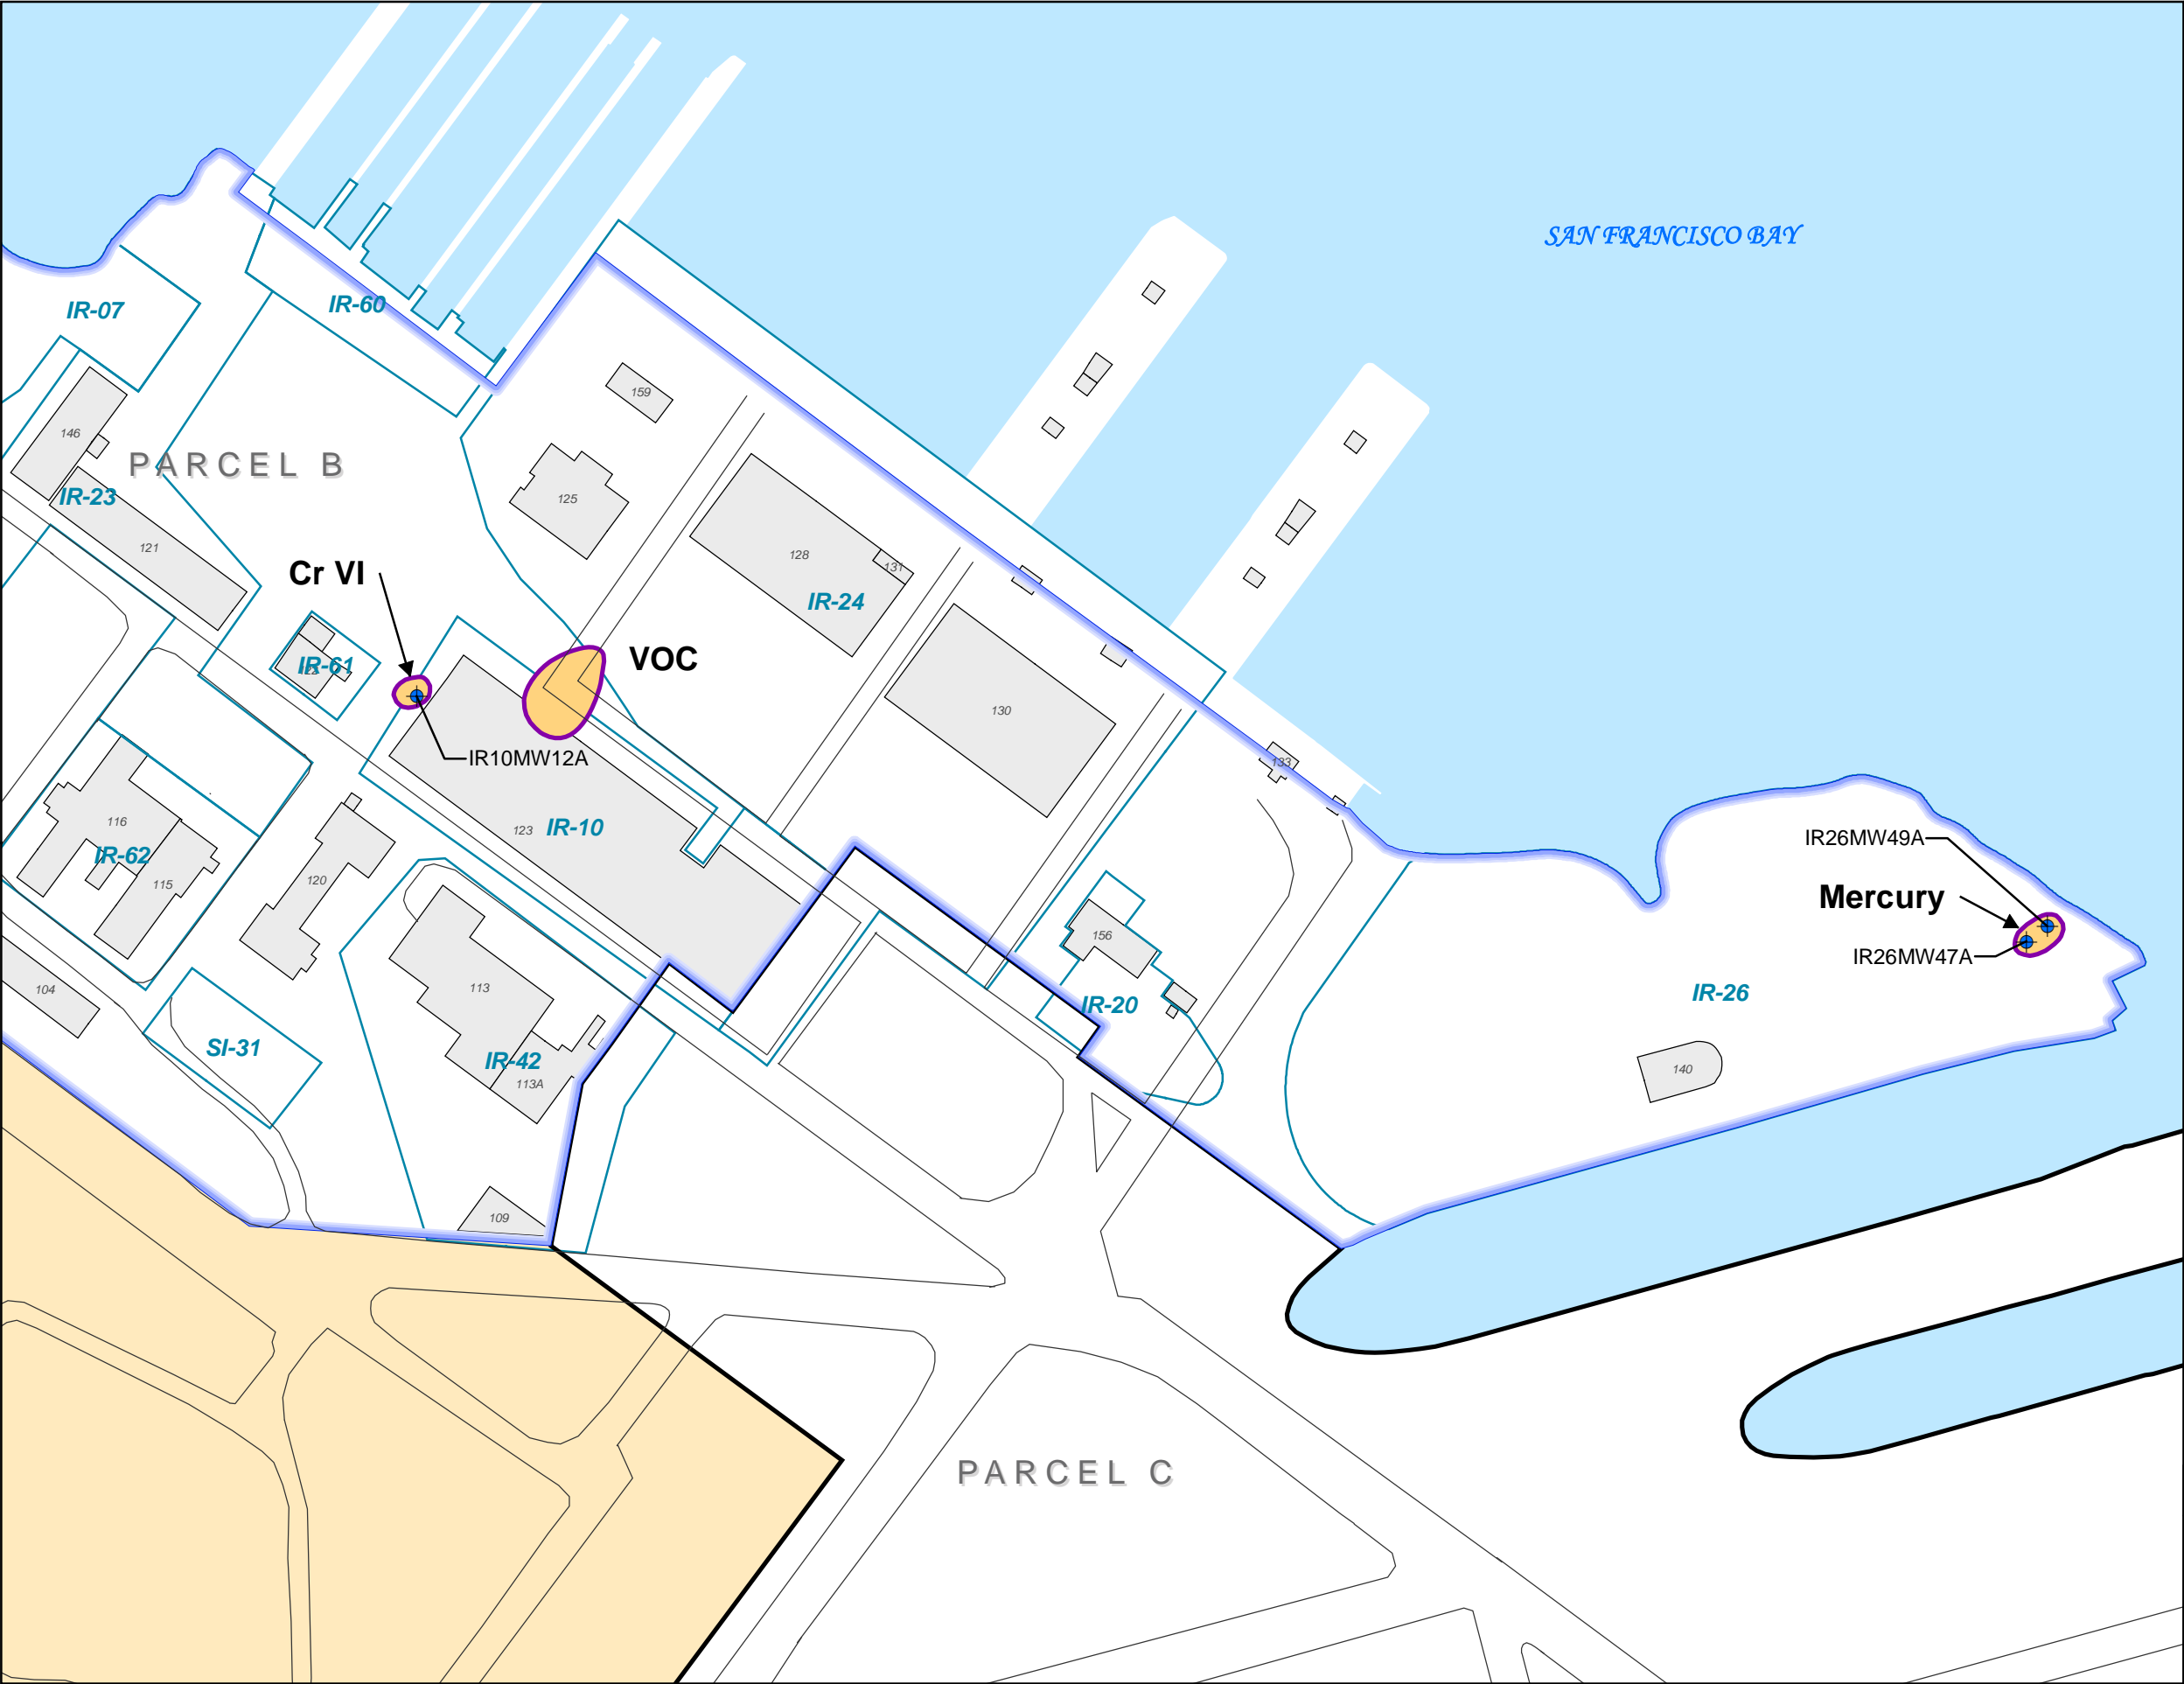 SAN FRANCISCO BAY
IR-07
IR-60
159
146
PARCEL B
IR-23
125
121
128
131
IR-24
Cr VI
VOC
IR-61
130
IR10MW12A
133
116
IR-62
115
123
IR-10
120
IR26MW49A
Mercury
IR26MW47A
156
IR-20
IR-26
104
113
SI-31
IR-42
113A
140
109
PARCEL C